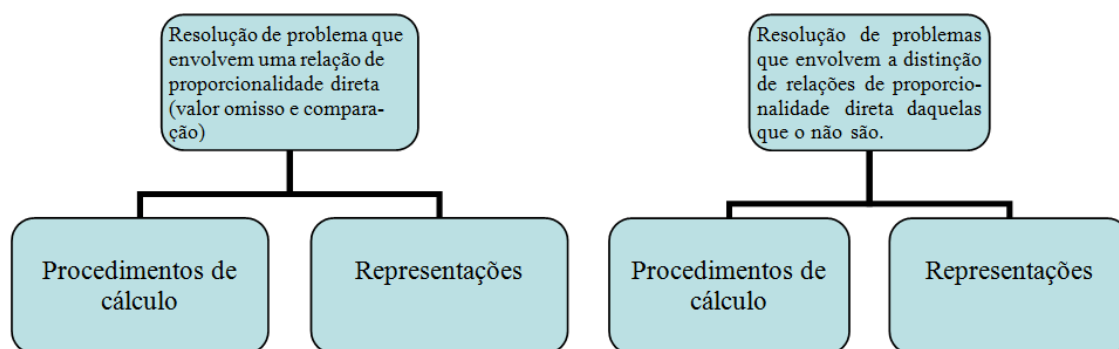 Resolução de problema que
envolvem uma relação de
proporcionalidade direta
(valor omisso e compara-
ção)
Resolução de problemas
que envolvem a distinção
de relações de proporcio-
nalidade direta daquelas
que o não são.
Procedimentos de
cálculo
Representações
Procedimentos de
cálculo
Representações